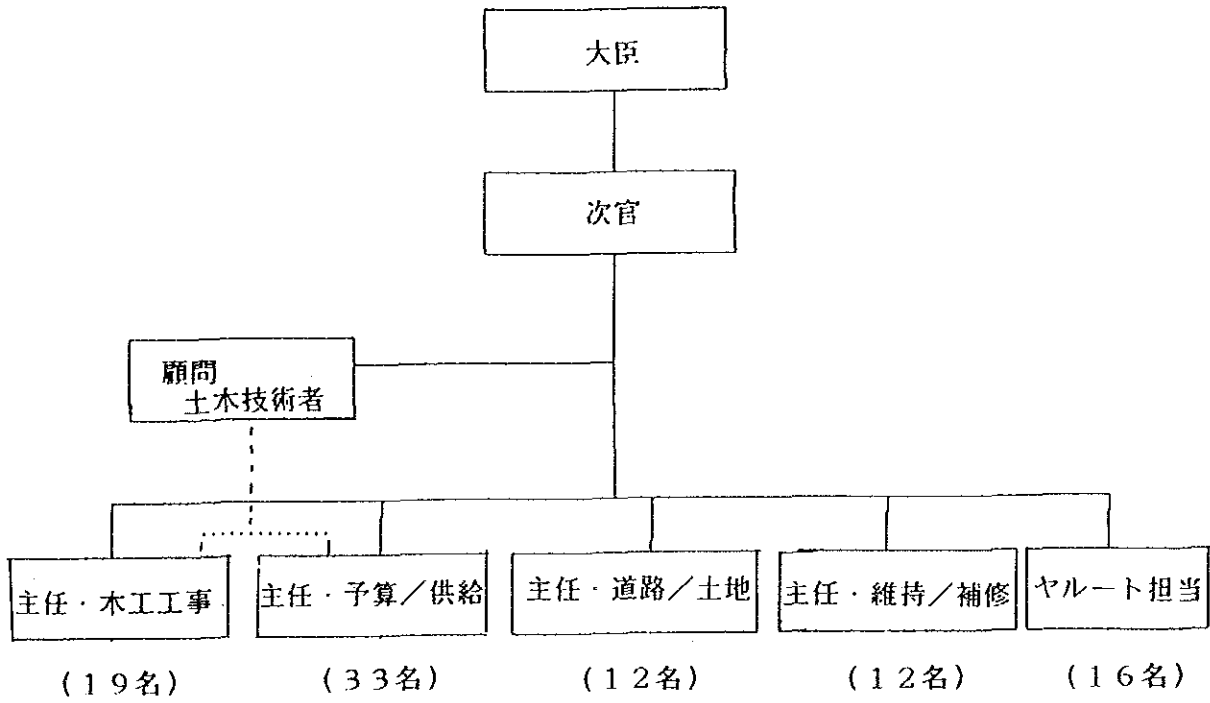 大臣
次官
顧問
土木技術者
主任・木工工事
主任・予算／供給
主任・道路／土地
主任・維持／補修
ヤルート担当
(19名)
(33名)
(12名)
(12名)
(16名)